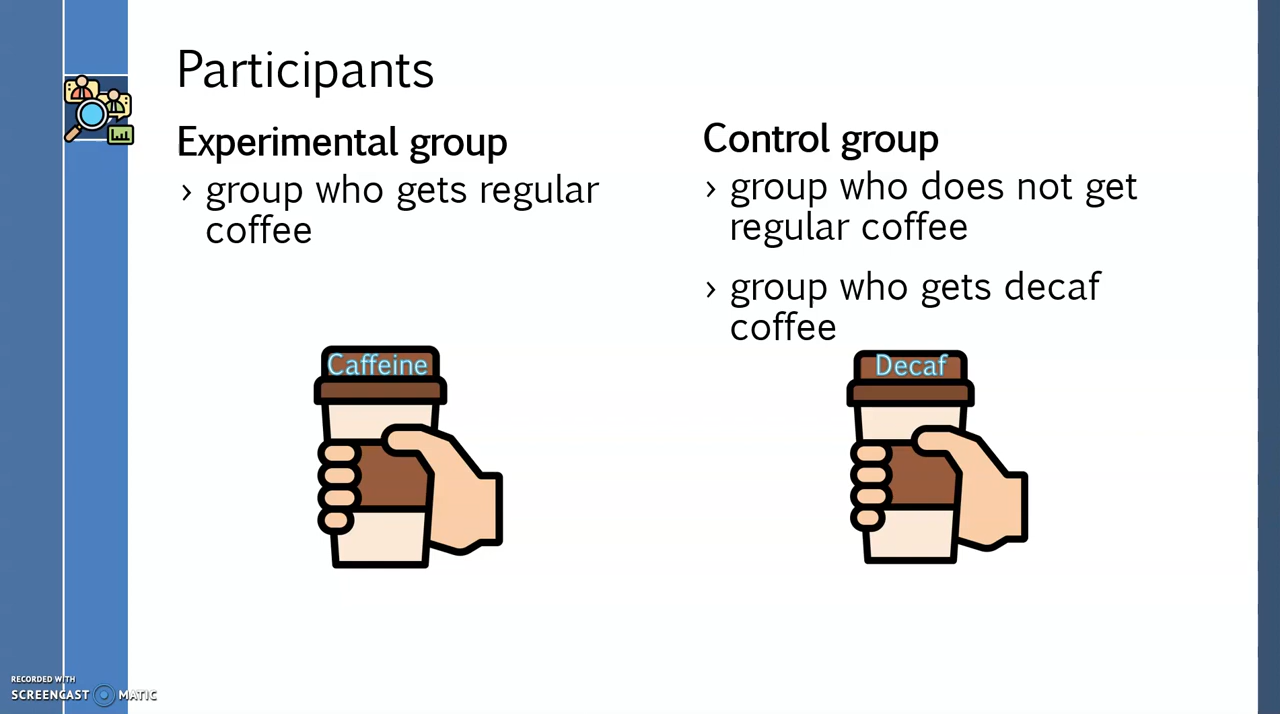 Participants
Experimental group
› group who gets regular
coffee
Control group
› group who does not get
regular coffee
› group who gets decaf
coffee
Caffeine
Decaf
RECORDED WITH
SCREENCAST MATIC